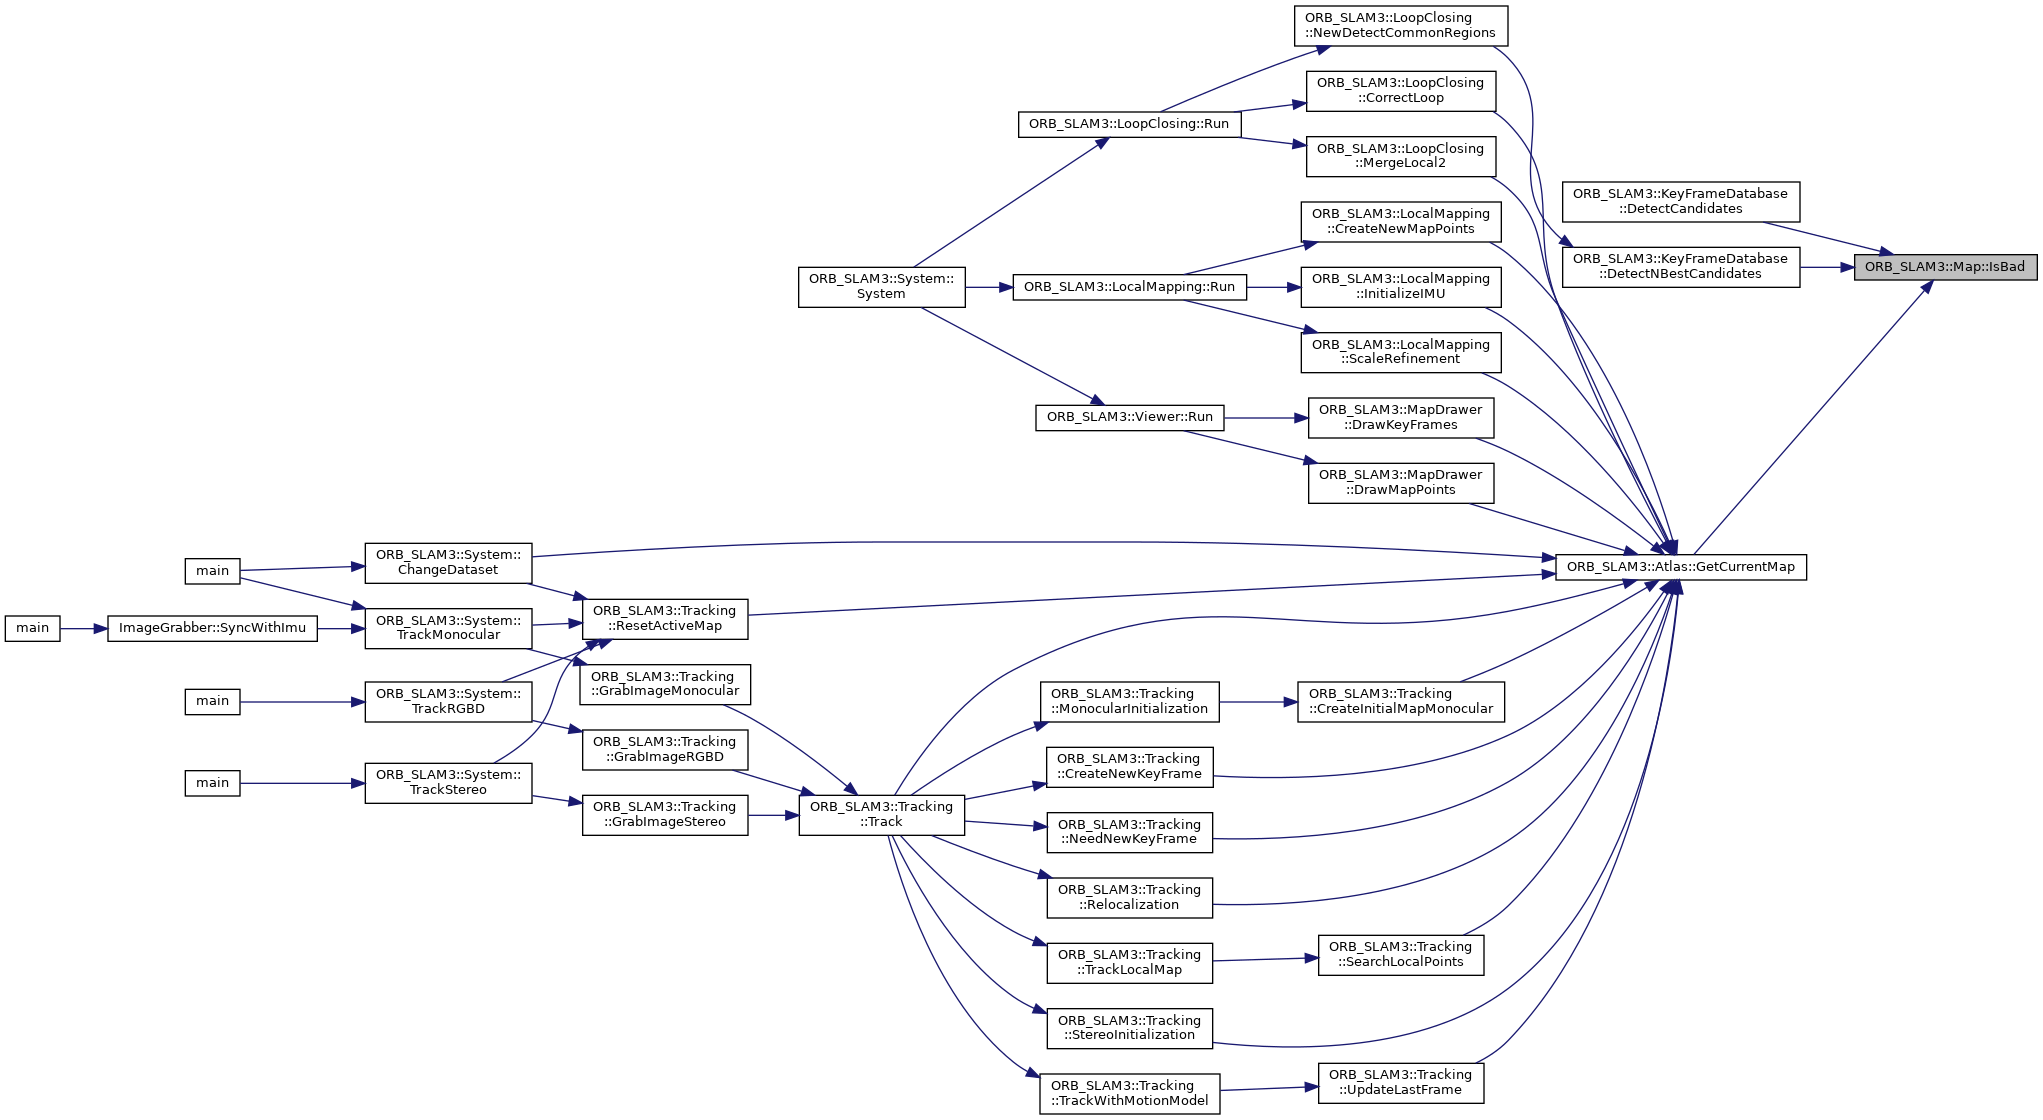 ORB_SLAM3::LoopClosing
::NewDetectCommonRegions
ORB_SLAM3::LoopClosing
::CorrectLoop
ORB_SLAM3::LoopClosing::Run
ORB_SLAM3::LoopClosing
::MergeLocal2
ORB_SLAM3::KeyFrameDatabase
::DetectCandidates
ORB_SLAM3::LocalMapping
::CreateNewMapPoints
ORB_SLAM3::KeyFrameDatabase
::DetectNBestCandidates
ORB_SLAM3::Map::IsBad
ORB_SLAM3::System::
System
ORB_SLAM3::LocalMapping::Run
ORB_SLAM3::LocalMapping
::InitializeIMU
ORB_SLAM3::LocalMapping
::ScaleRefinement
ORB_SLAM3::Viewer::Run
ORB_SLAM3::MapDrawer
::DrawKeyFrames
ORB_SLAM3::MapDrawer
::DrawMapPoints
ORB_SLAM3::Atlas::GetCurrentMap
main
ORB_SLAM3::System::
ChangeDataset
main
ImageGrabber::SyncWithImu
ORB_SLAM3::System::
TrackMonocular
ORB_SLAM3::Tracking
::ResetActiveMap
ORB_SLAM3::Tracking
::GrabImageMonocular
main
ORB_SLAM3::System::
TrackRGBD
ORB_SLAM3::Tracking
::MonocularInitialization
ORB_SLAM3::Tracking
::CreateInitialMapMonocular
ORB_SLAM3::Tracking
::GrabImageRGBD
ORB_SLAM3::Tracking
::CreateNewKeyFrame
main
ORB_SLAM3::System::
TrackStereo
ORB_SLAM3::Tracking
::GrabImageStereo
ORB_SLAM3::Tracking
::Track
ORB_SLAM3::Tracking
::NeedNewKeyFrame
ORB_SLAM3::Tracking
::Relocalization
ORB_SLAM3::Tracking
::TrackLocalMap
ORB_SLAM3::Tracking
::SearchLocalPoints
ORB_SLAM3::Tracking
::StereoInitialization
ORB_SLAM3::Tracking
::TrackWithMotionModel
ORB_SLAM3::Tracking
::UpdateLastFrame